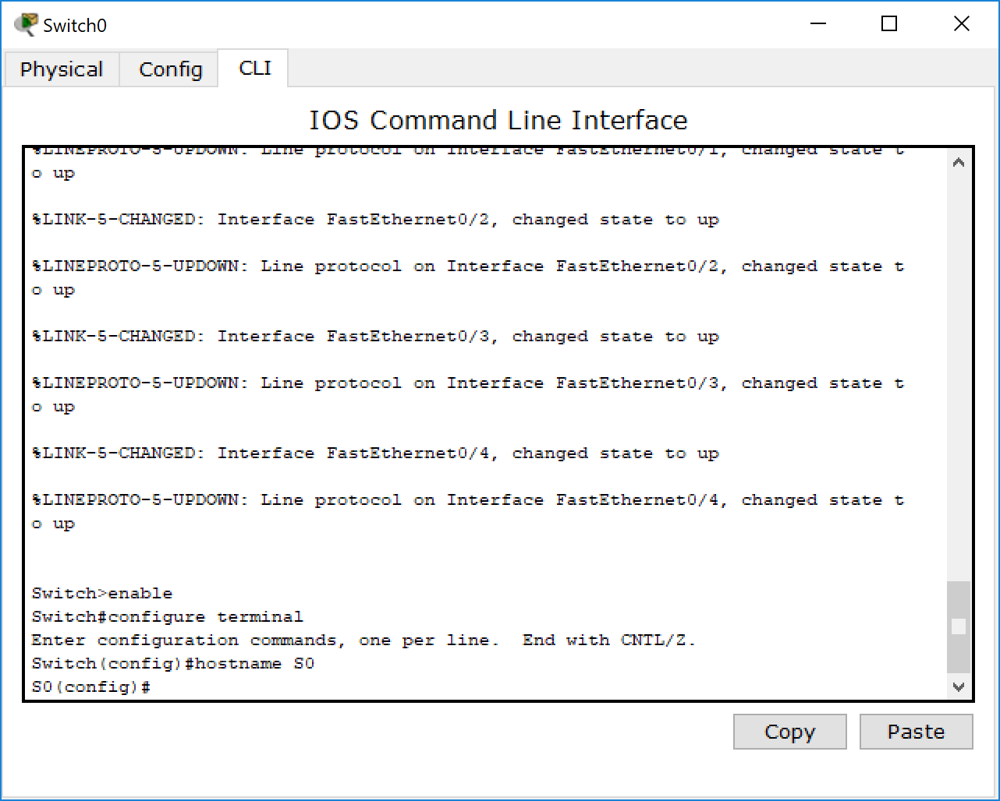 Switch0
Physical
Config
CLI
IOS Command Line Interface
%LINEPROTO-5-UPDOWN: Line protocol on Interface FastEthernet0/1, changed state t
o up
%LINK-5-CHANGED: Interface FastEthernet0/2, changed state to up
%LINEPROTO-5-UPDOWN: Line protocol on Interface FastEthernet0/2, changed state t
o up
%LINK-5-CHANGED: Interface FastEthernet0/3, changed state to up
%LINEPROTO-5-UPDOWN: Line protocol on Interface FastEthernet0/3, changed state t
o up
%LINK-5-CHANGED: Interface FastEthernet0/4, changed state to up
%LINEPROTO-5-UPDOWN: Line protocol on Interface FastEthernet0/4, changed state t
o up
Switch>enable
Switch#configure terminal
Enter configuration commands, one per line.  End with CNTL/Z.
Switch(config)#hostname S0
S0(config)#
Copy
Paste